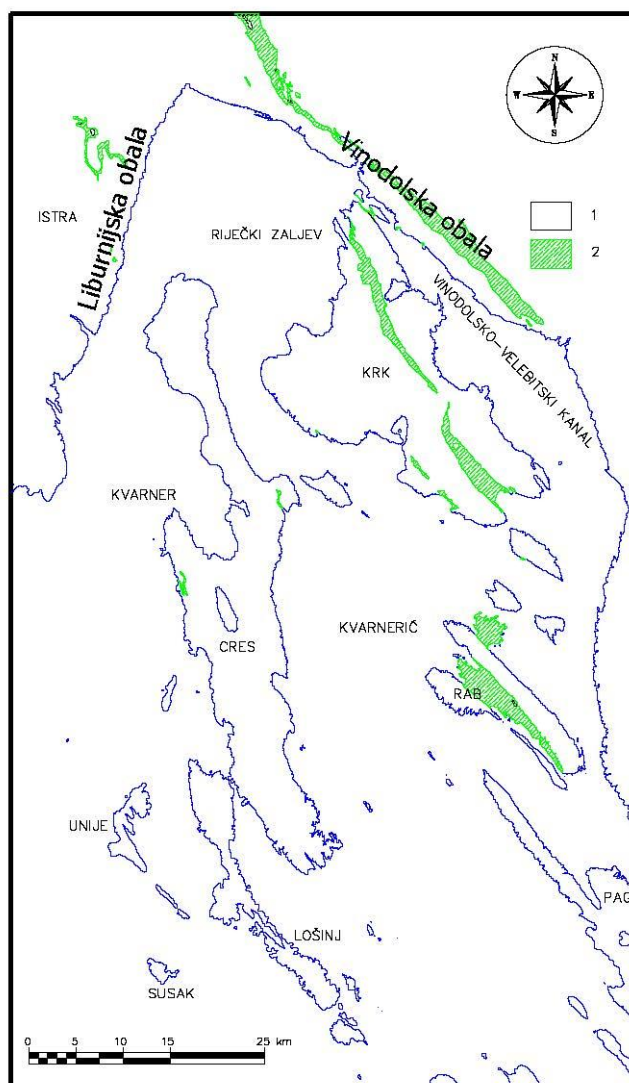 N
W
E
S
Vinodolska obala
Liburnijska obala
ISTRA
1
2
RIJEČKI ZALJEV
VINODOLSKO-VELEBITSKI KANAL
KRK
KVARNER
KVARNERIĆ
CRES
RAB
UNIJE
PAG
LOŠINJ
SUSAK
0 5 10 15 25 km